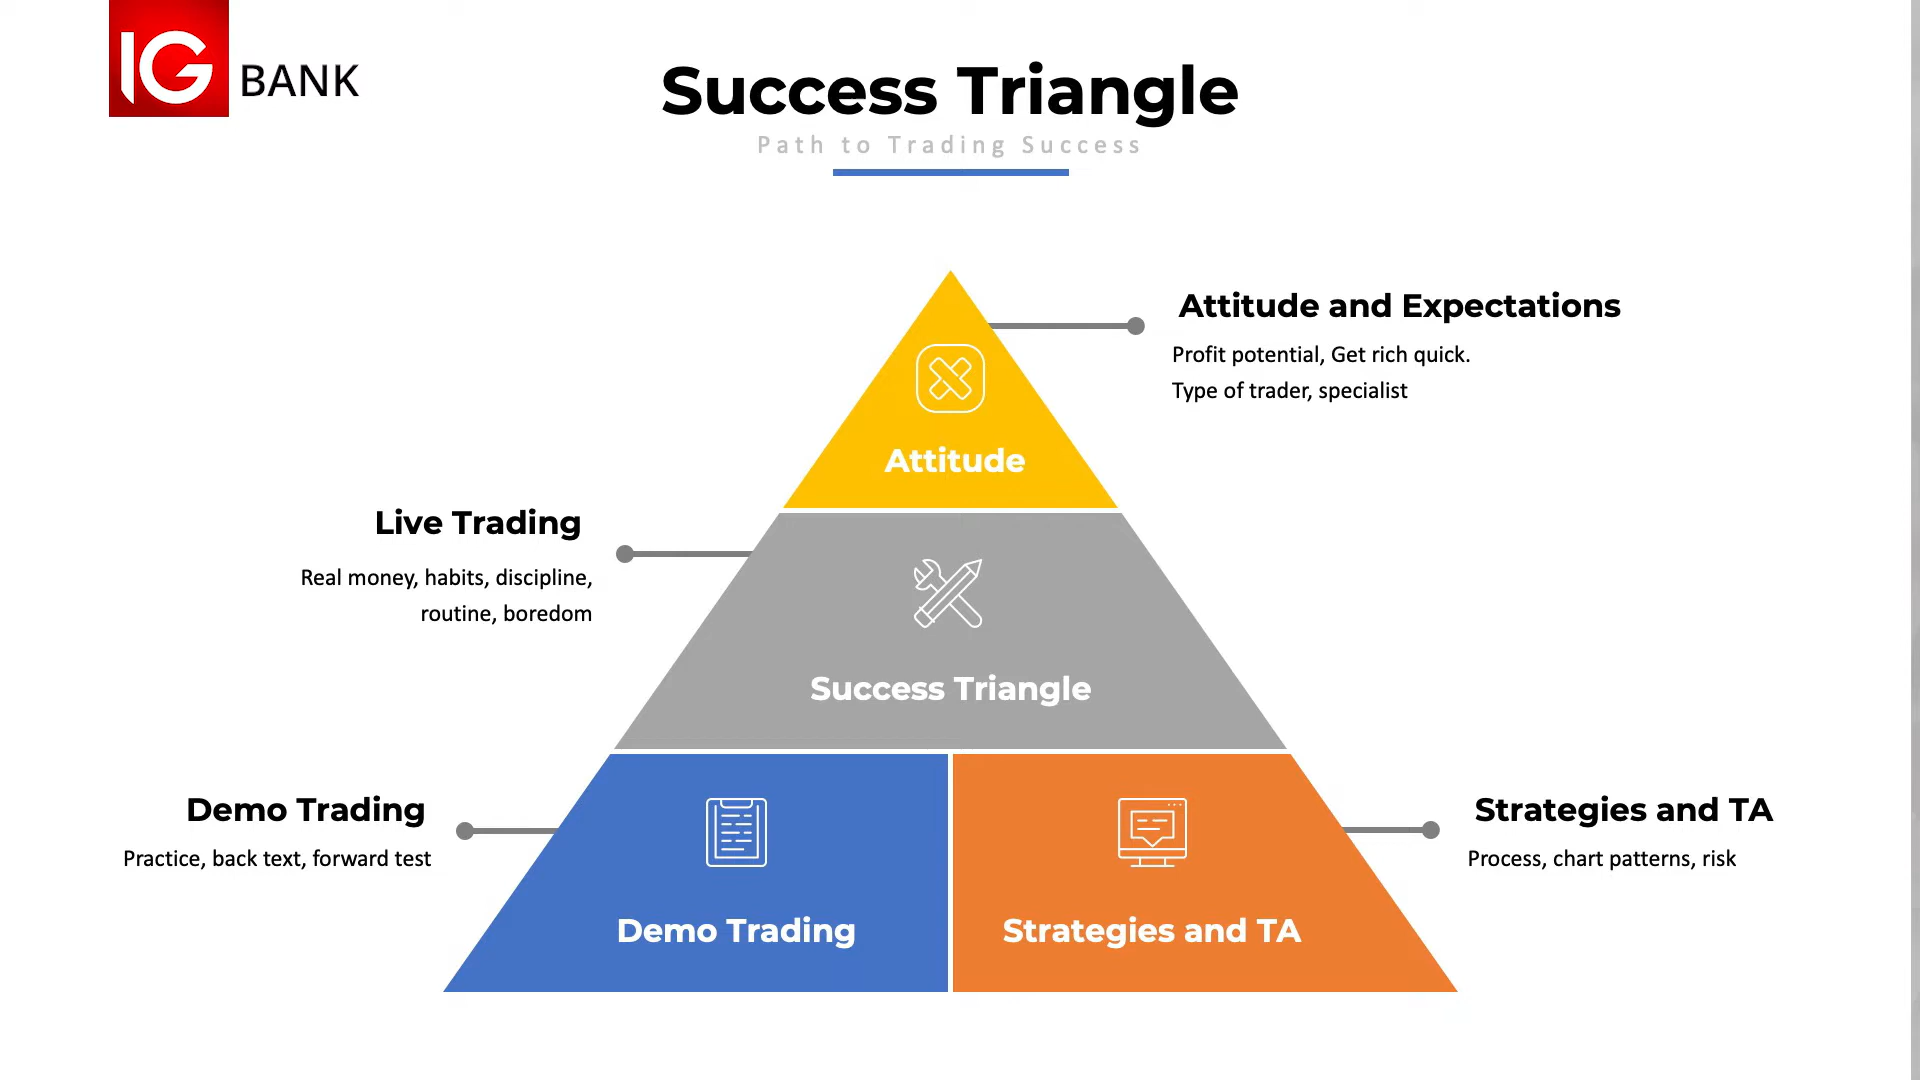 IG BANK
Success Triangle
Path to Trading Success
Attitude and Expectations
Profit potential, Get rich quick.
Type of trader, specialist
Attitude
Live Trading
Real money, habits, discipline,
routine, boredom
Success Triangle
Demo Trading
Practice, back text, forward test
Strategies and TA
Process, chart patterns, risk
Demo Trading
Strategies and TA